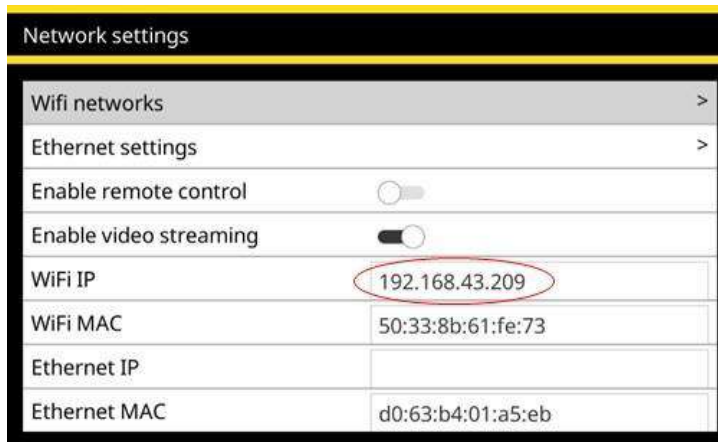 Network settings
Wifi networks >
Ethernet settings >
Enable remote control
Enable video streaming
WiFi IP 192.168.43.209
WiFi MAC 50:33:8b:61:fe:73
Ethernet IP
Ethernet MAC d0:63:b4:01:a5:eb